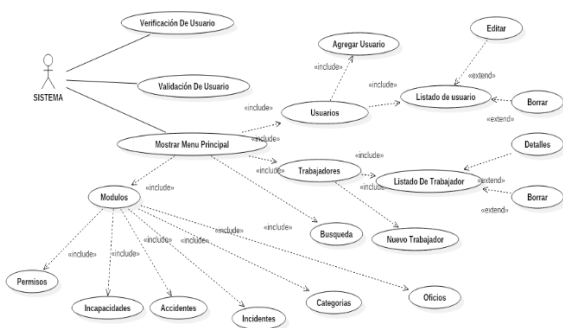 Verificación De Usuario
Editar
Agregar Usuario
«include»
«extend»
SISTEMA
Validación De Usuario
«include»
Listado de usuario
«include»
Usuarios
Borrar
«extend»
Mostrar Menu Principal
«include»
Detalles
«include»
Trabajadores
«include»
«include»
Listado De Trabajador
«extend»
Modulos
«include»
Borrar
«extend»
«include»
Busqueda
Nuevo Trabajador
«include»
«include»
«include»
«include»
«include»
Permisos
Incapacidades
Accidentes
Incidentes
Categorias
Oficios